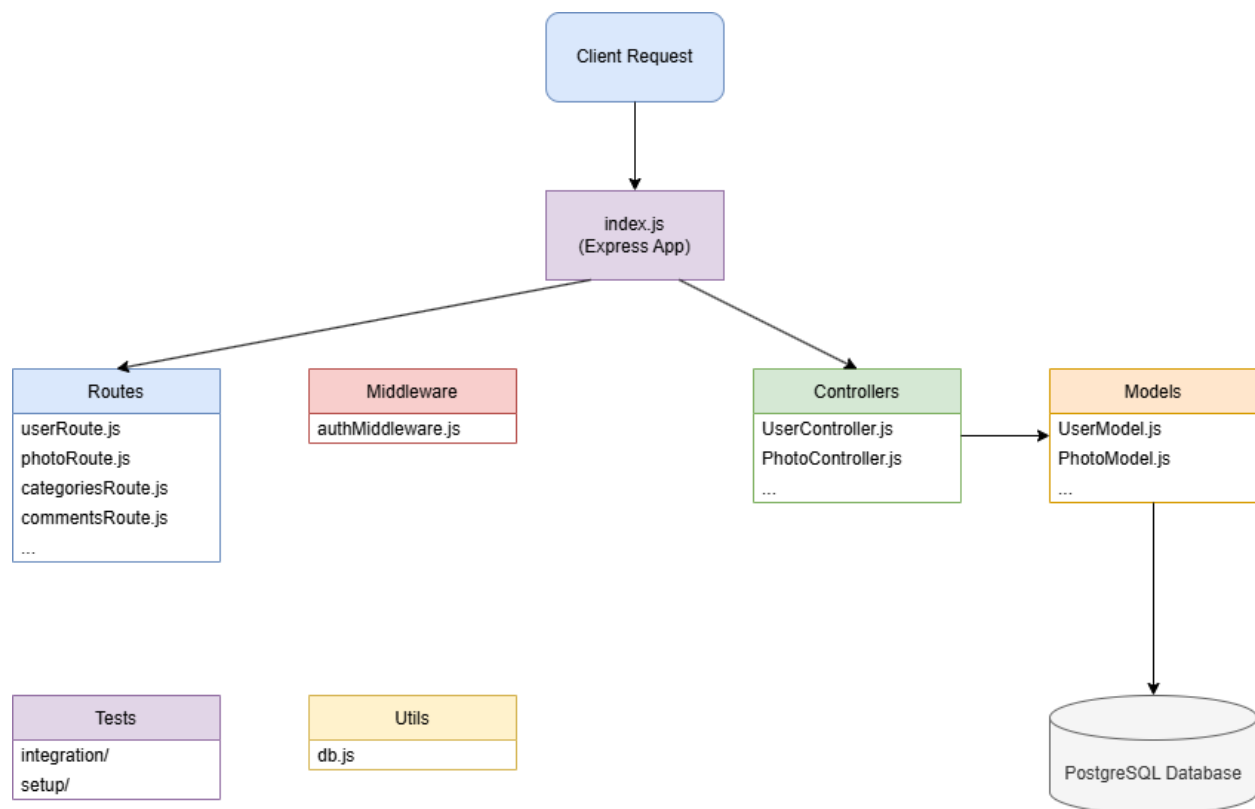 Client Request
index.js
(Express App)
Routes
userRoute.js
photoRoute.js
categoriesRoute.js
commentsRoute.js
...
Middleware
authMiddleware.js
Controllers
UserController.js
PhotoController.js
...
Models
UserModel.js
PhotoModel.js
...
Tests
integration/
setup/
Utils
db.js
PostgreSQL Database